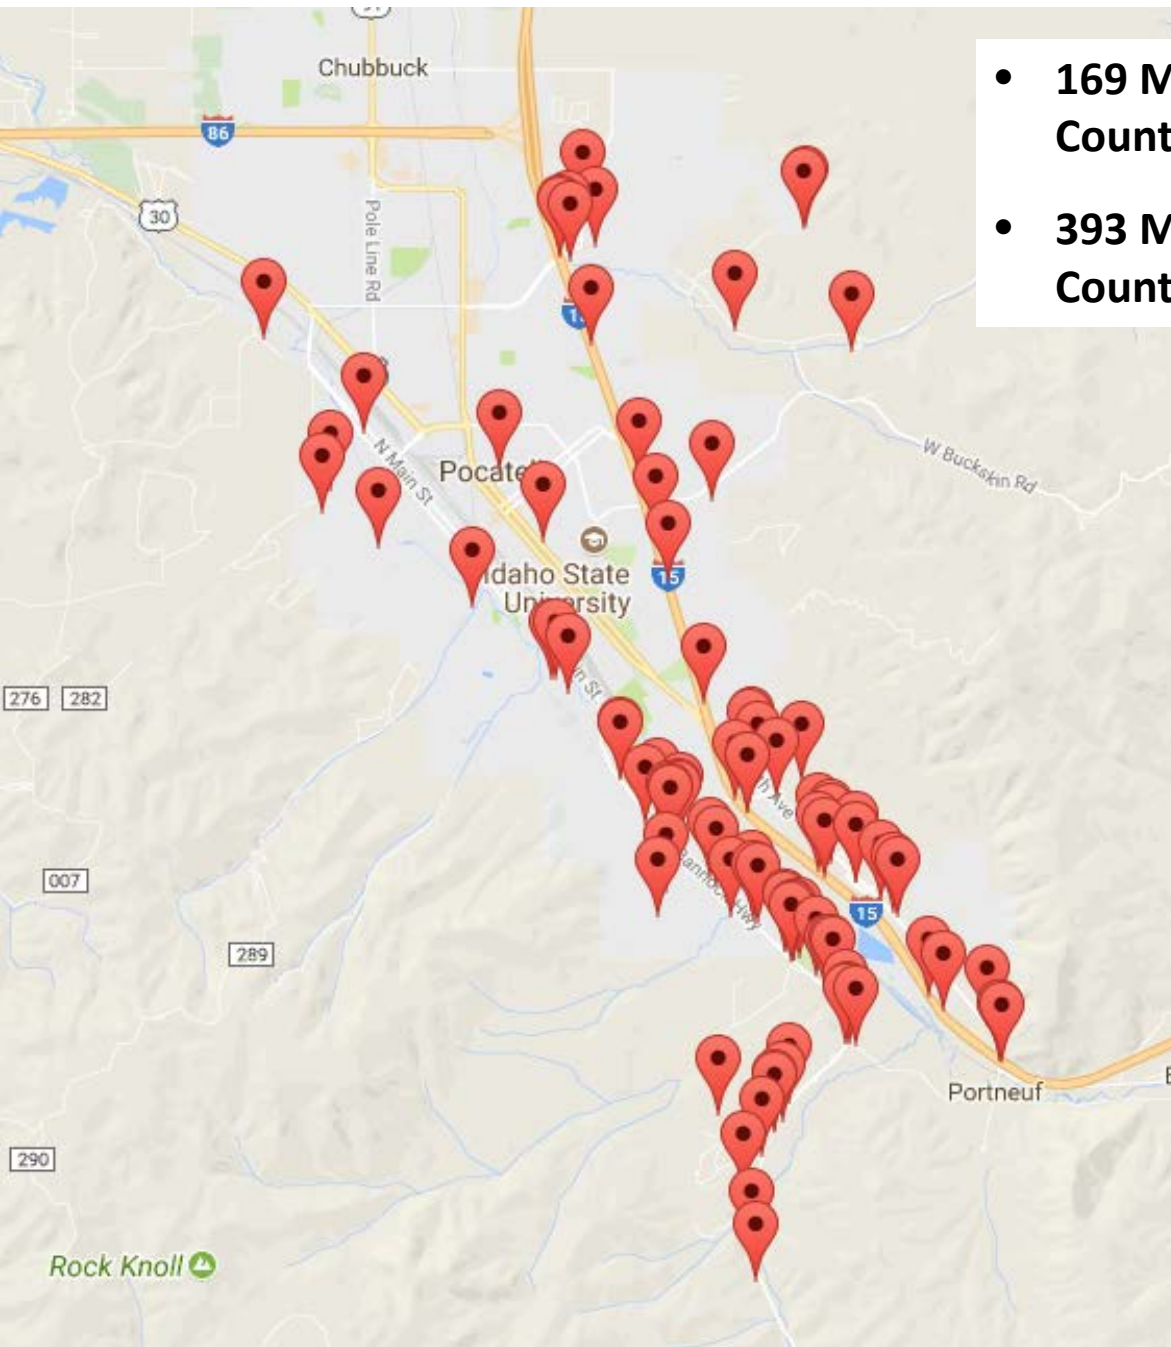 Chubbuck
86
30
Pole Line Rd
• 169 M
Count
• 393 M
Count
N Main St
W Buckskin Rd
Idaho State
University
15
276
282
007
289
15
290
Portneuf
Rock Knoll